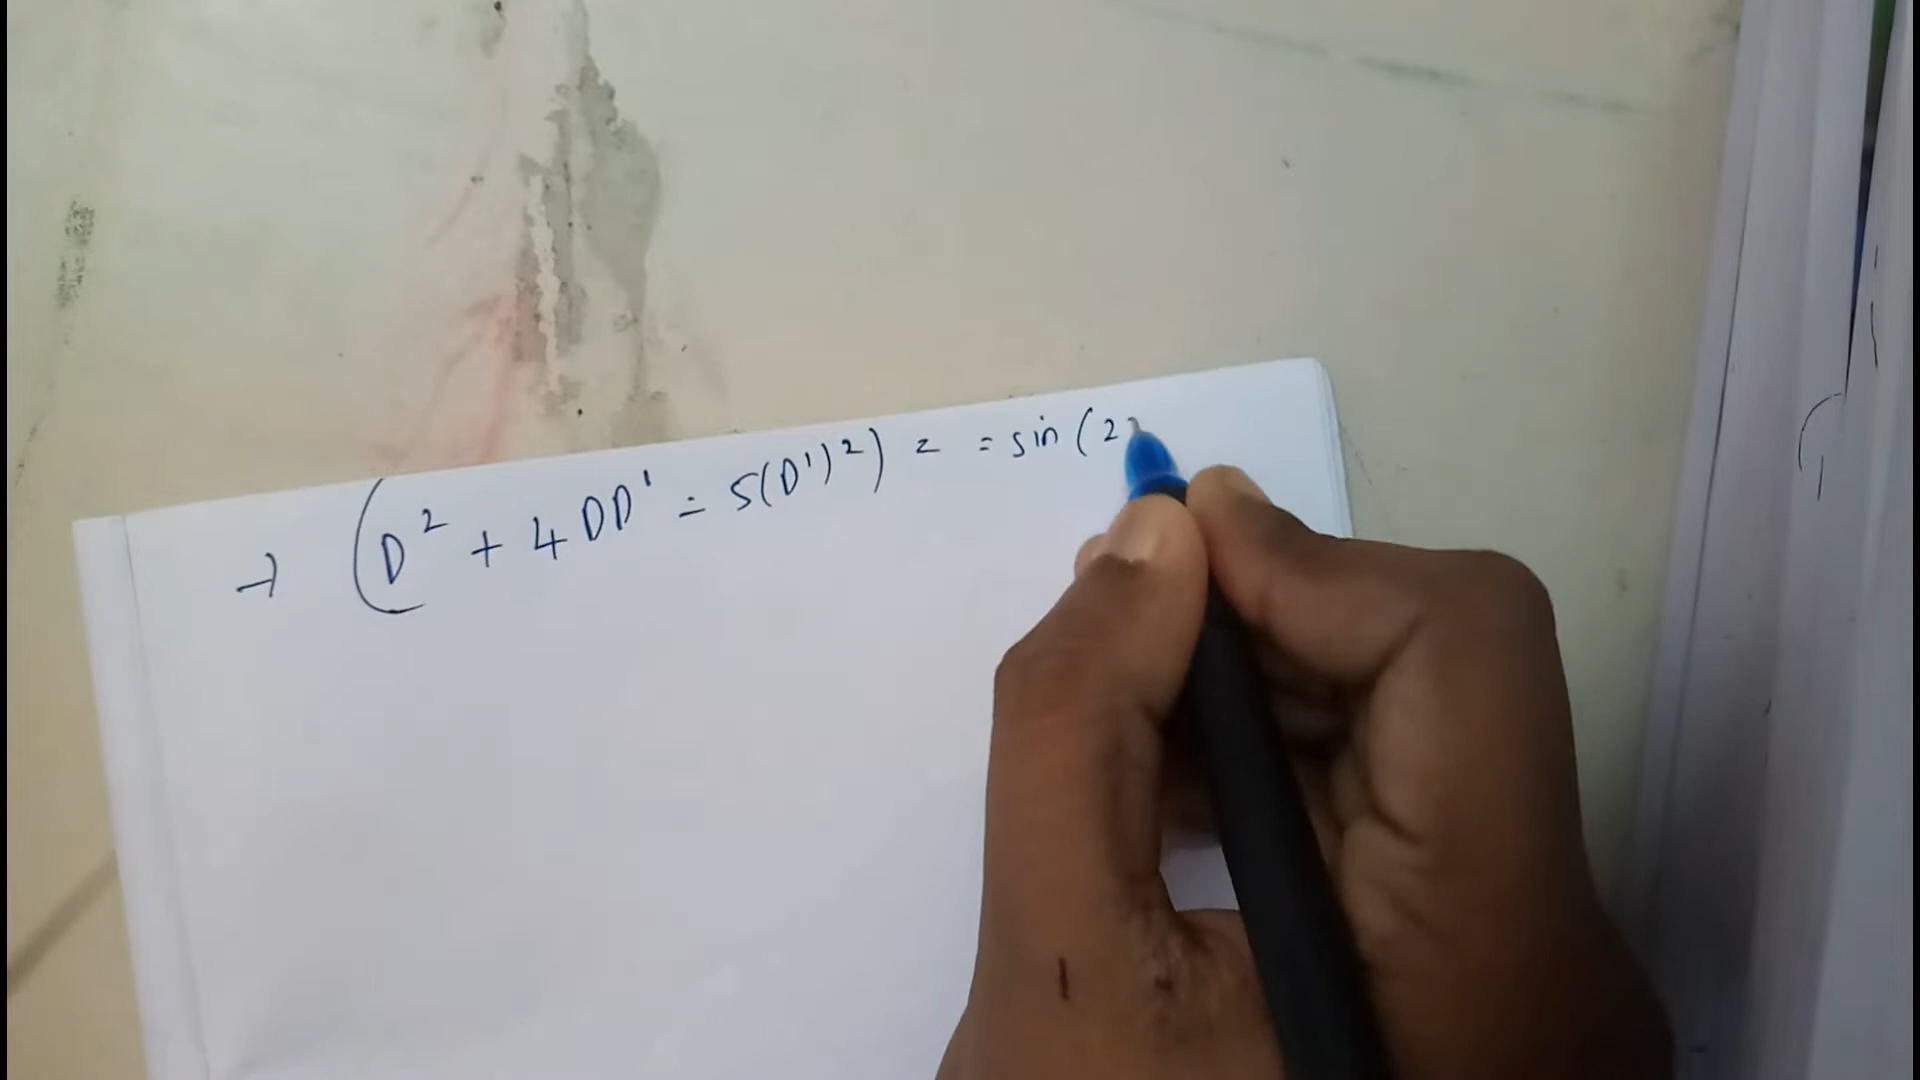 → (D² + 4DD' - 5(D')²) z = sin(2